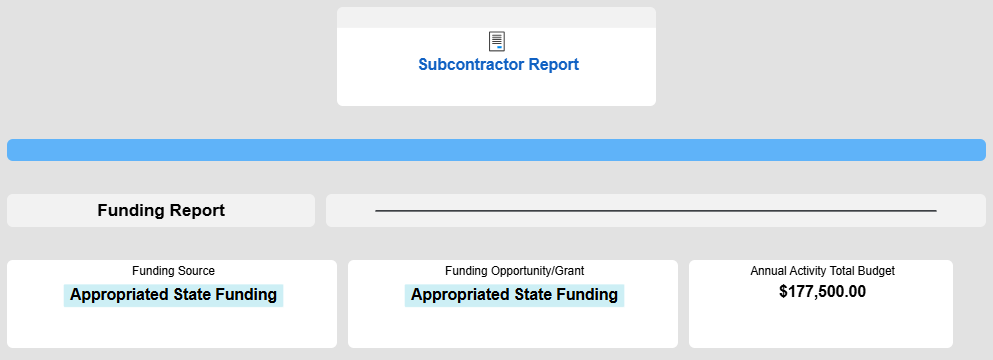 Subcontractor Report
Funding Report
Funding Source
Appropriated State Funding
Funding Opportunity/Grant
Appropriated State Funding
Annual Activity Total Budget
$177,500.00